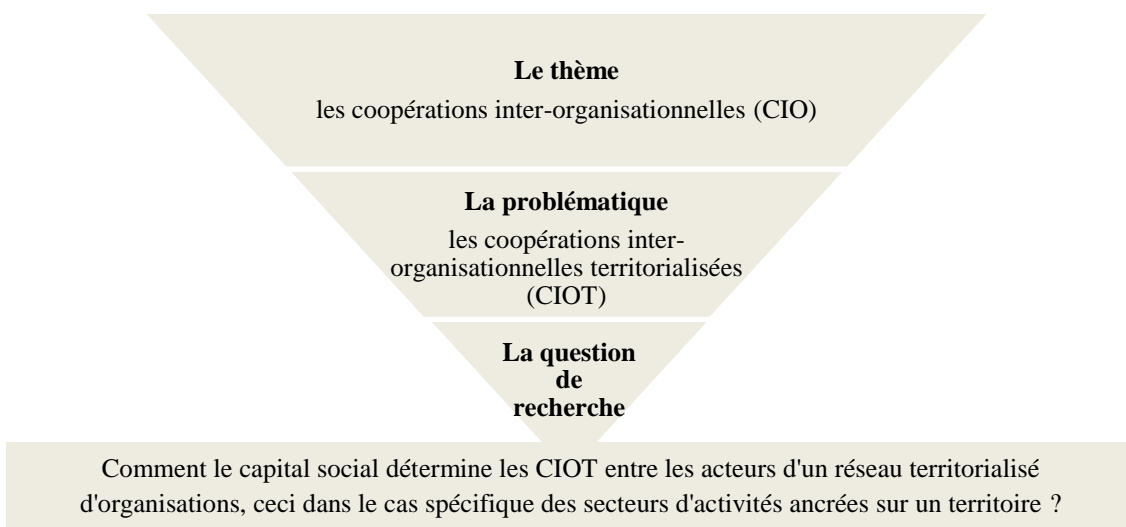 Le thème
les coopérations inter-organisationnelles (CIO)
La problématique
les coopérations inter-
organisationnelles territorialisées
(CIOT)
La question
de
recherche
Comment le capital social détermine les CIOT entre les acteurs d'un réseau territorialisé
d'organisations, ceci dans le cas spécifique des secteurs d'activités ancrées sur un territoire ?